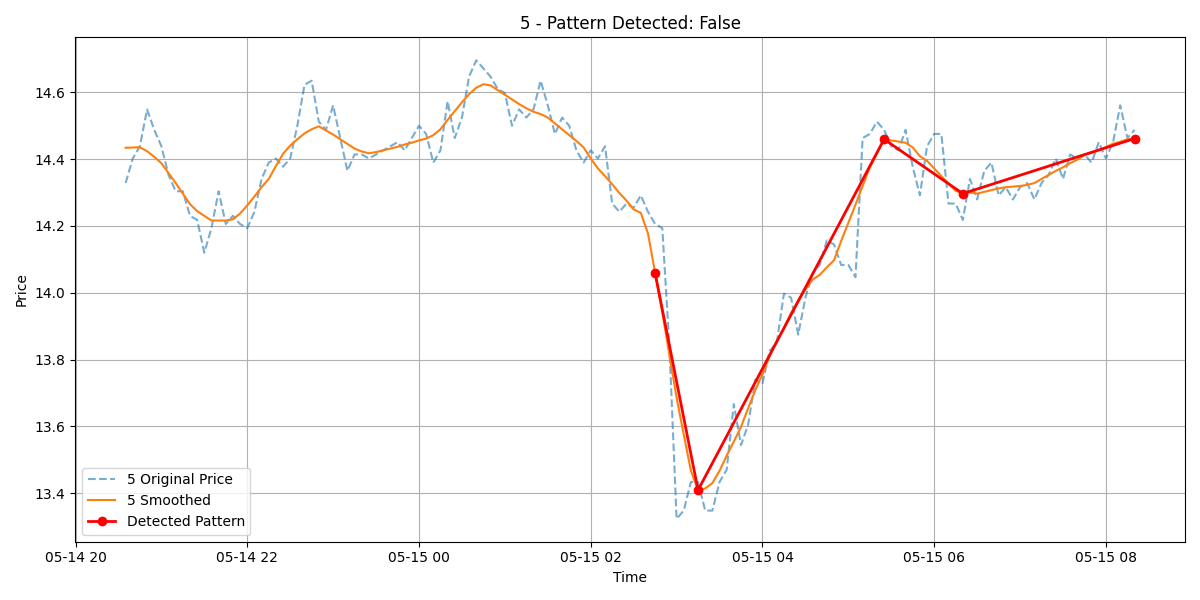 5 - Pattern Detected: False
Price
14.6
14.4
14.2
14.0
13.8
13.6
13.4
5 Original Price
5 Smoothed
Detected Pattern
05-14 20
05-14 22
05-15 00
05-15 02
05-15 04
05-15 06
05-15 08
Time